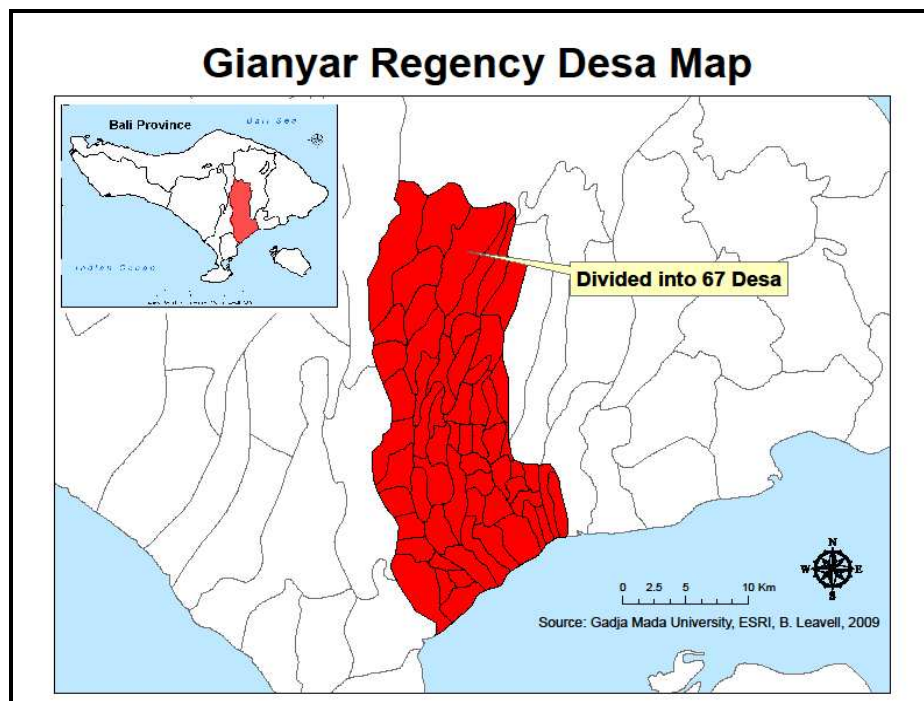 Gianyar Regency Desa Map
Bali Province
Bali Sea
Indian Ocean
Divided into 67 Desa
N
W
E
S
0 2.5 5 10 Km
Source: Gadja Mada University, ESRI, B. Leavell, 2009